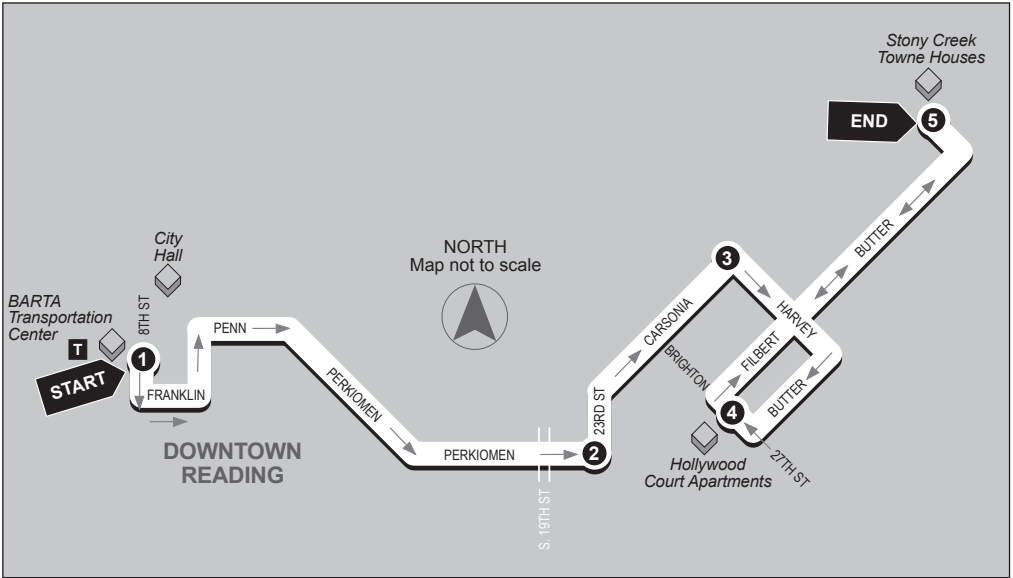 Stony Creek
Towne Houses
END
5
City
Hall
NORTH
Map not to scale
3
BUTTER
BARTA
Transportation
Center
8TH ST
T
1
START
PENN
FRANKLIN
CARSONIA
HARVEY
BRIGHTON
FILBERT
PERKIOMEN
23RD ST
4
BUTTER
DOWNTOWN
READING
PERKIOMEN
2
27TH ST
Hollywood
Court Apartments
S. 19TH ST